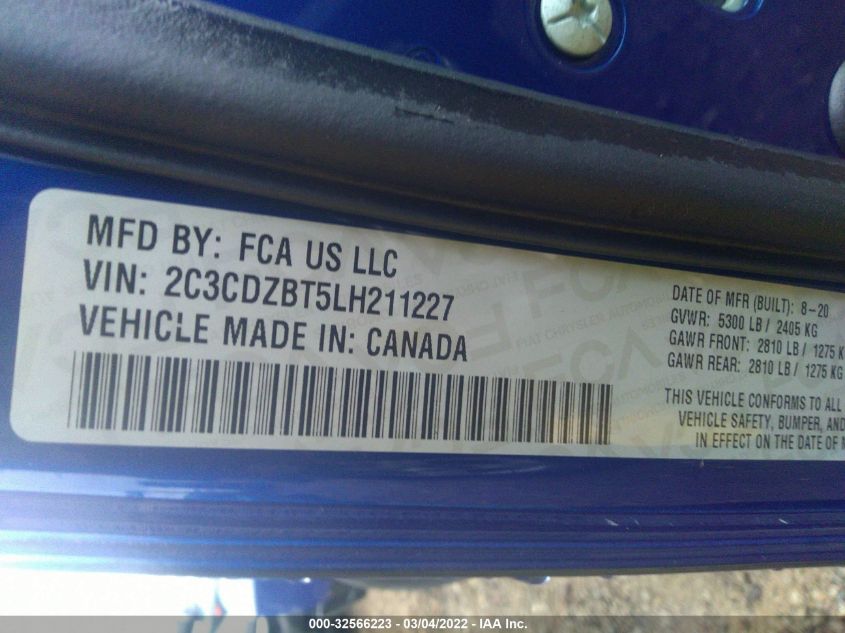 MFD BY: FCA US LLC
VIN: 2C3CDZBT5LH211227
VEHICLE MADE IN: CANADA
DATE OF MFR (BUILT): 8-20
GVWR: 5300 LB / 2405 KG
GAWR FRONT: 2810 LB / 1275 K
GAWR REAR: 2810 LB / 1275 KG
THIS VEHICLE CONFORMS TO ALL
VEHICLE SAFETY, BUMPER, AND
IN EFFECT ON THE DATE OF M
000-32566223 - 03/04/2022 - IAA Inc.